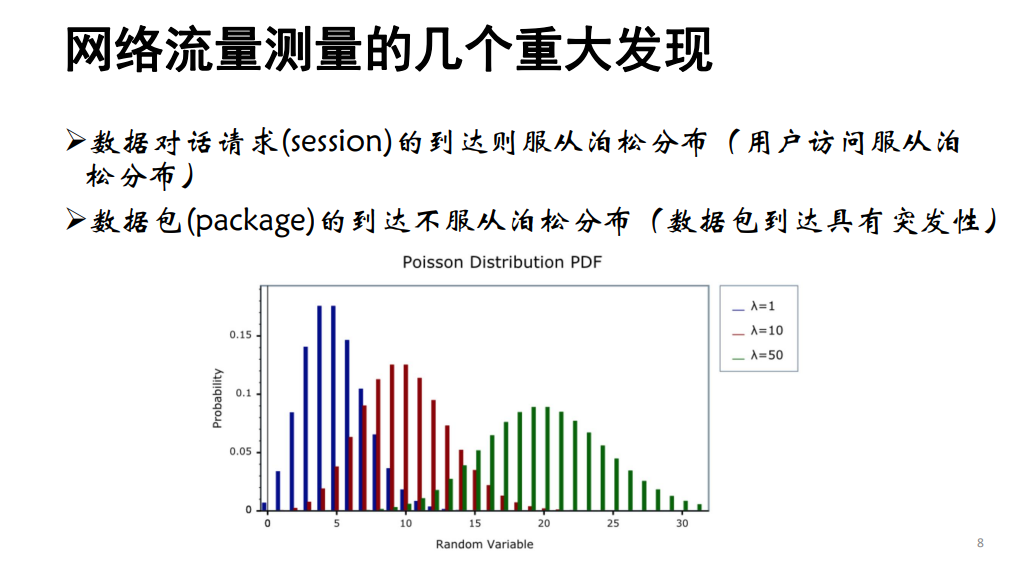 网络流量测量的几个重大发现
➢数据对话请求(session)的到达则服从泊松分布（用户访问服从泊
松分布）
➢数据包(package)的到达不服从泊松分布（数据包到达具有突发性）
Poisson Distribution PDF
λ=1
λ=10
λ=50
Probability
0.15
0.1
0.05
0
0 5 10 15 20 25 30
Random Variable
8